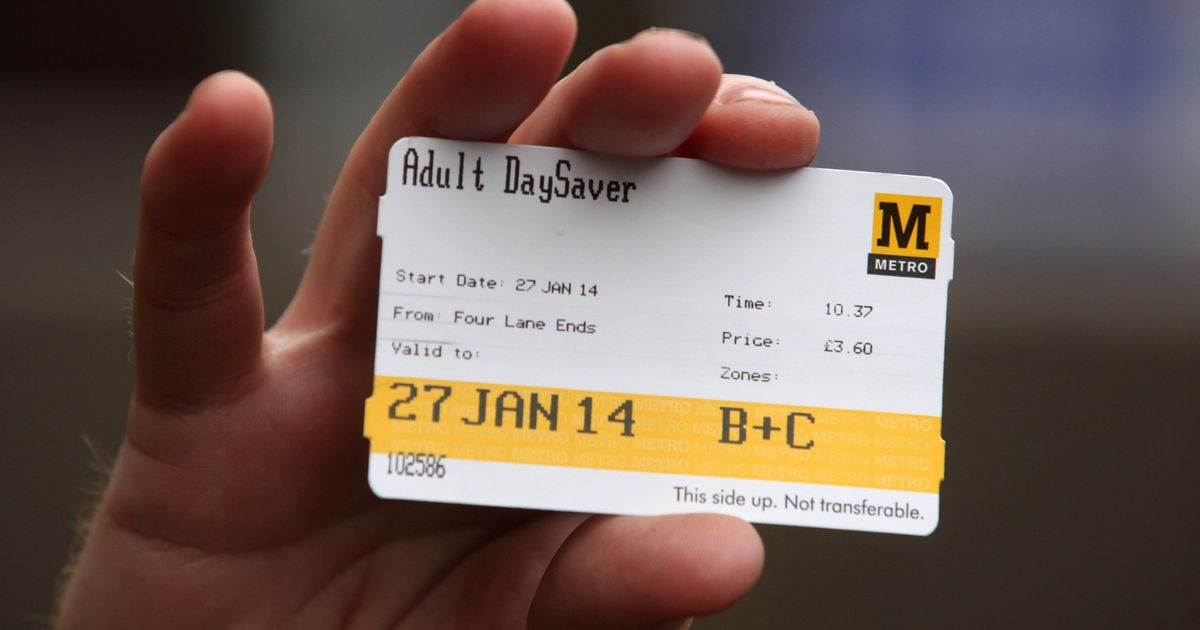 Adult DaySaver
M
METRO
Start Date: 27 JAN 14
Time: 10.37
From: Four Lane Ends
Price: £3.60
Valid to:
Zones:
27 JAN 14 B+C
102586
This side up. Not transferable.